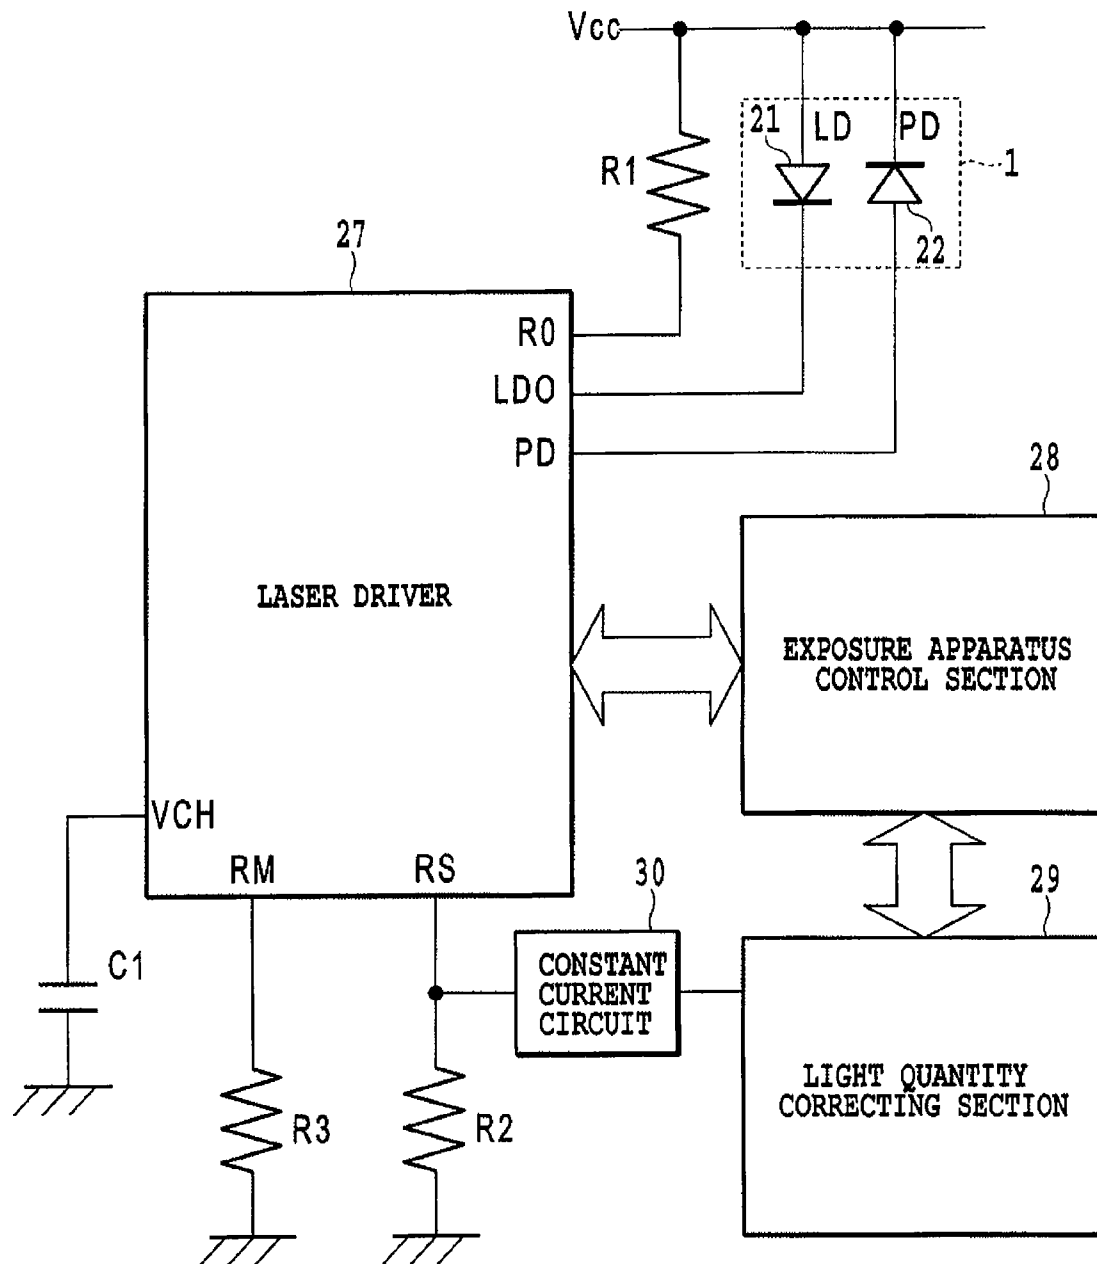 Vcc
21
LD
PD
1
R1
22
27
R0
LDO
PD
28
LASER DRIVER
EXPOSURE APPARATUS
CONTROL SECTION
VCH
RM
RS
30
29
C1
CONSTANT
CURRENT
CIRCUIT
LIGHT QUANTITY
CORRECTING SECTION
R3
R2